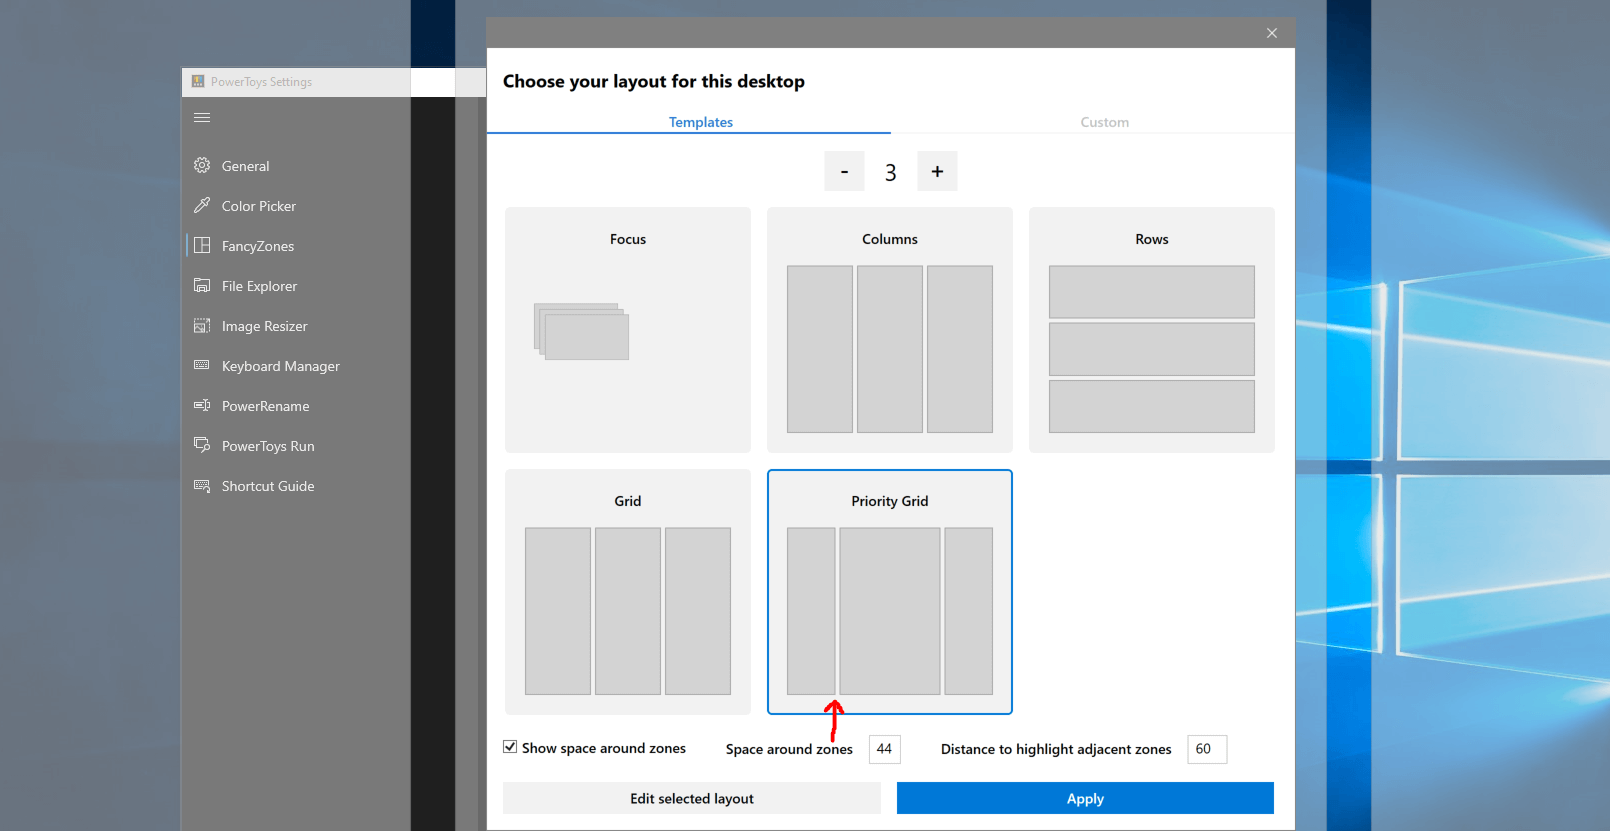 PowerToys Settings
General
Color Picker
FancyZones
File Explorer
Image Resizer
Keyboard Manager
PowerRename
PowerToys Run
Shortcut Guide
Choose your layout for this desktop
Templates Custom
- 3 +
Focus Columns Rows
Grid Priority Grid
Show space around zones Space around zones 44 Distance to highlight adjacent zones 60
Edit selected layout Apply